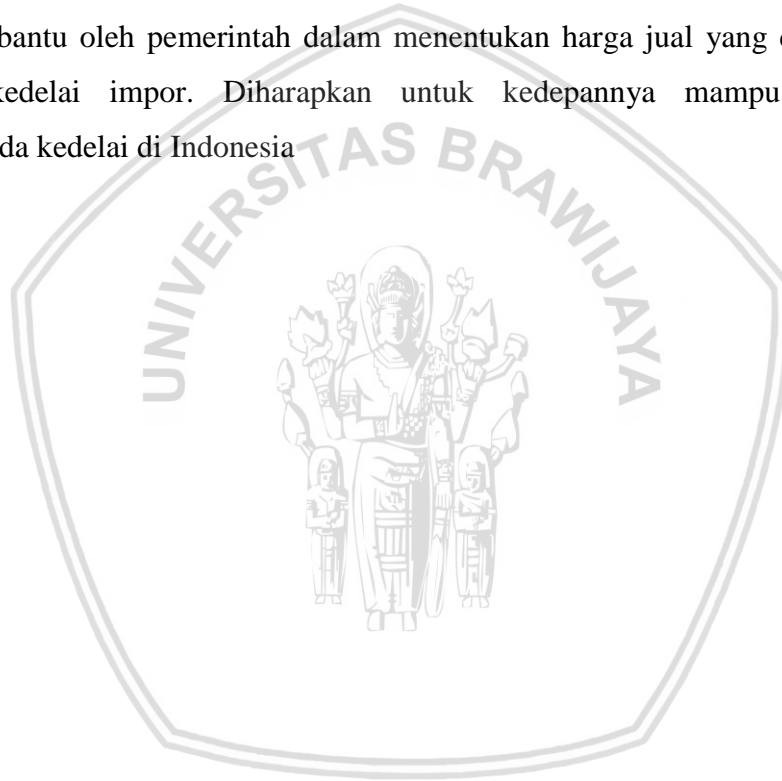 bantu oleh pemerintah dalam menentukan harga jual yang
kedelai impor. Diharapkan untuk kedepannya mampu
da kedelai di Indonesia
UNIVERSITAS BRAWIJAYA